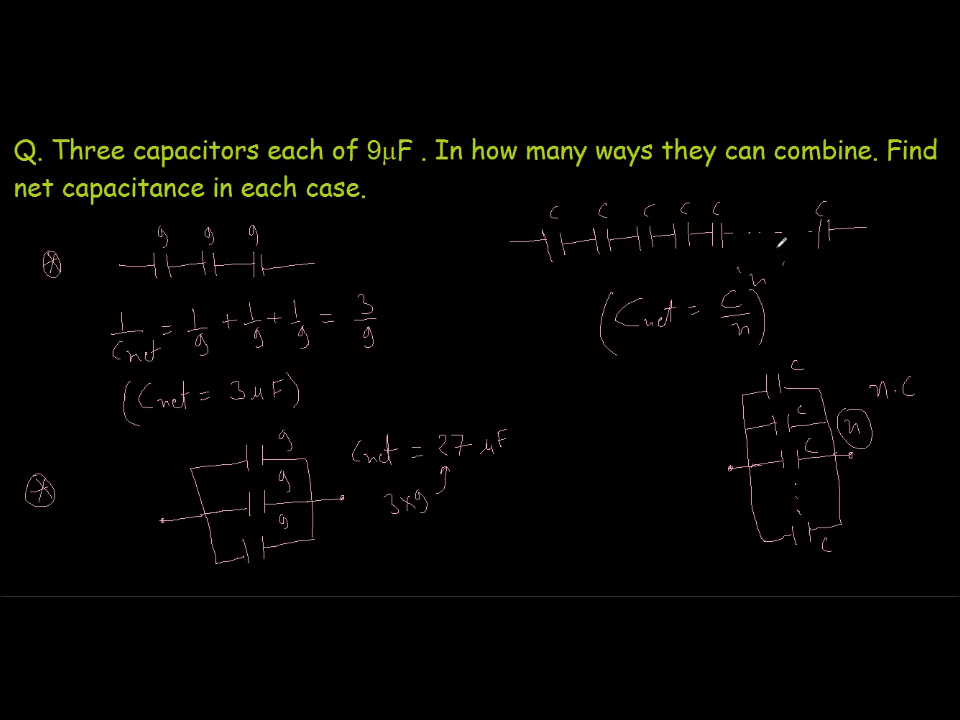 Q. Three capacitors each of 9μF . In how many ways they can combine. Find
net capacitance in each case.
9 9 9
1/Cnet = 1/9 + 1/9 + 1/9 = 3/9
(Cnet = 3μF)
9
9
9
Cnet = 27 μF
3×9
C C C C C ... C
n
(Cnet = C/n)
C
C
C
C
n
n.C